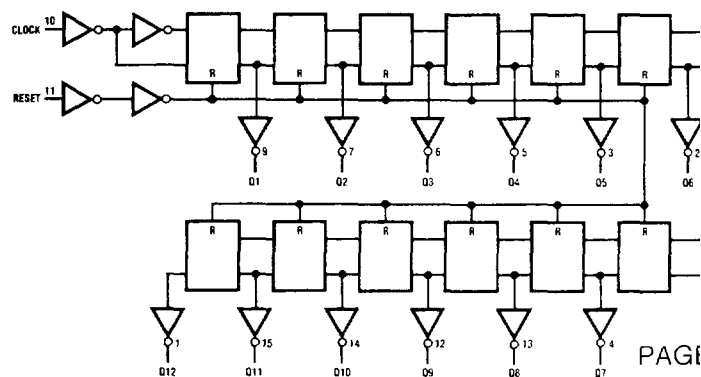 CLOCK 10
R R R R R R
RESET 11
9 7 6 5 3 2
Q1 Q2 Q3 Q4 Q5 Q6
R R R R R R
1 15 14 12 13 4
Q12 Q11 Q10 Q9 Q8 Q7
PAGE